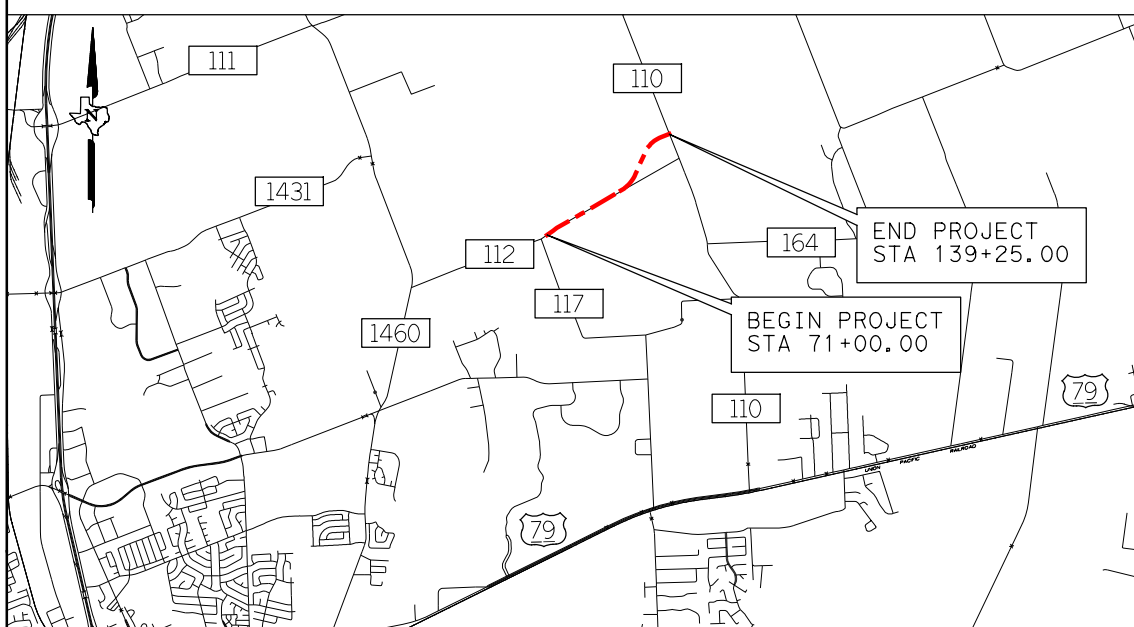 111
110
N
1431
END PROJECT
STA 139+25.00
164
112
117
BEGIN PROJECT
STA 71+00.00
1460
110
79
UNION PACIFIC RAILROAD
79